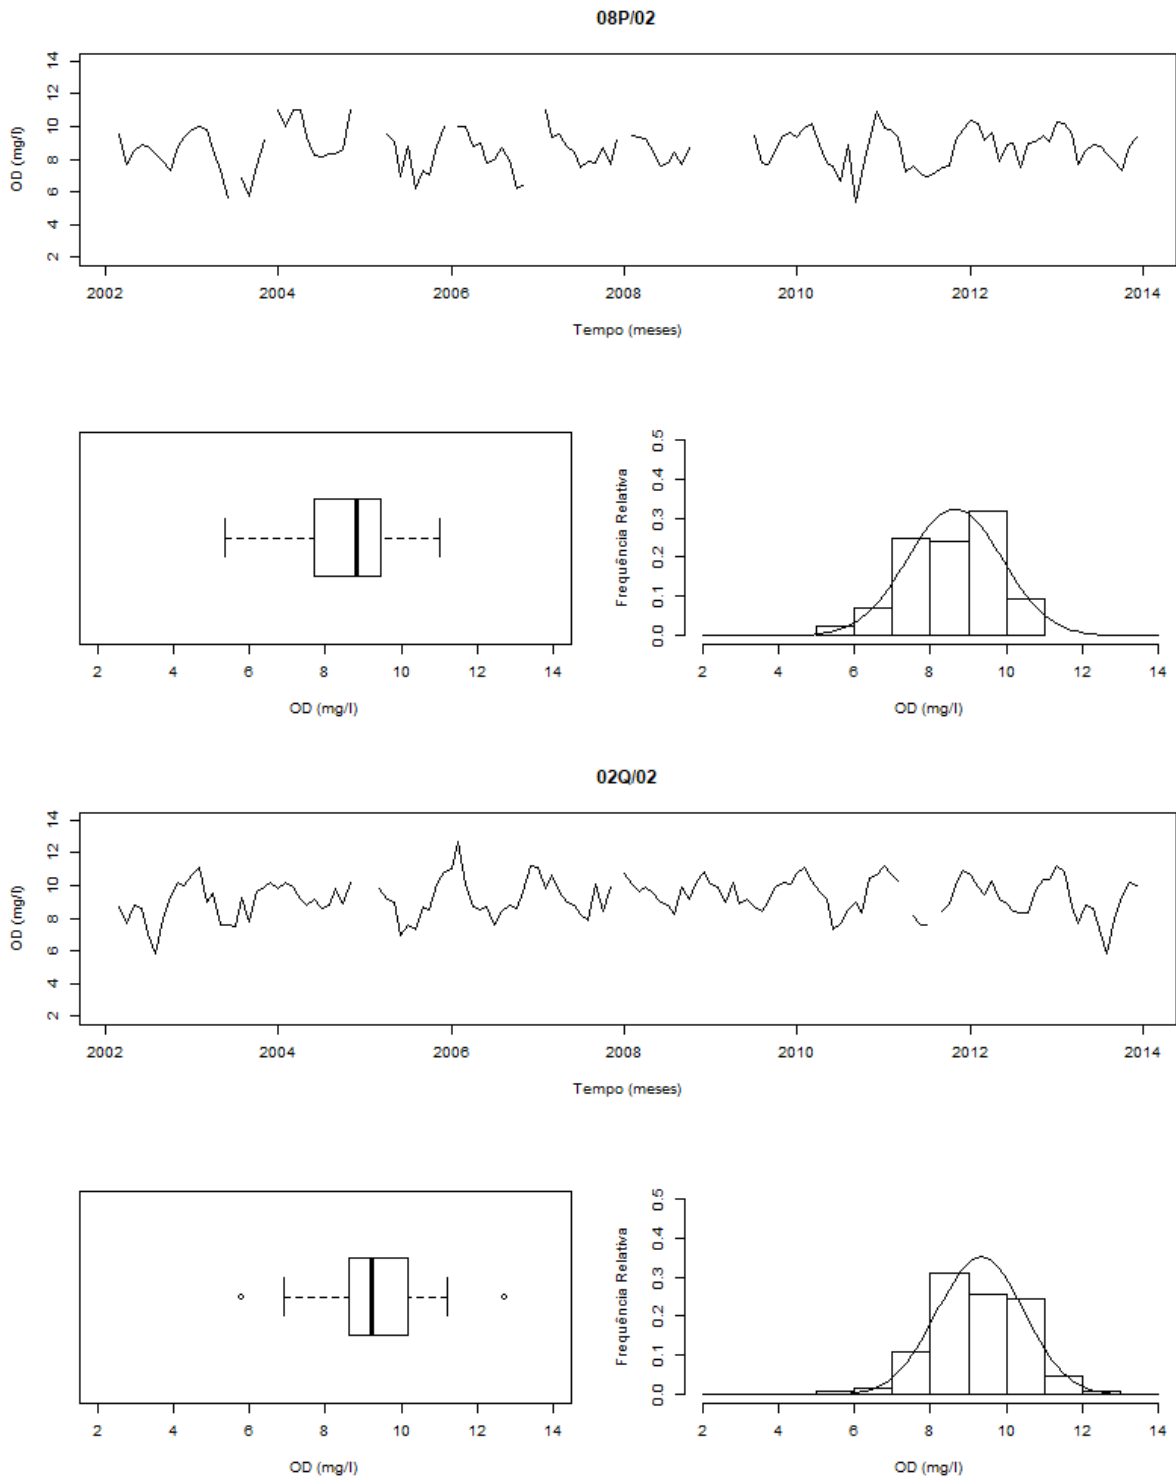 08P/02
OD (mg/l)
14
12
10
8
6
4
2
2002 2004 2006 2008 2010 2012 2014
Tempo (meses)
2 4 6 8 10 12 14
OD (mg/l)
Frequência Relativa
0.5
0.4
0.3
0.2
0.1
0.0
2 4 6 8 10 12 14
OD (mg/l)
02Q/02
OD (mg/l)
14
12
10
8
6
4
2
2002 2004 2006 2008 2010 2012 2014
Tempo (meses)
2 4 6 8 10 12 14
OD (mg/l)
Frequência Relativa
0.5
0.4
0.3
0.2
0.1
0.0
2 4 6 8 10 12 14
OD (mg/l)